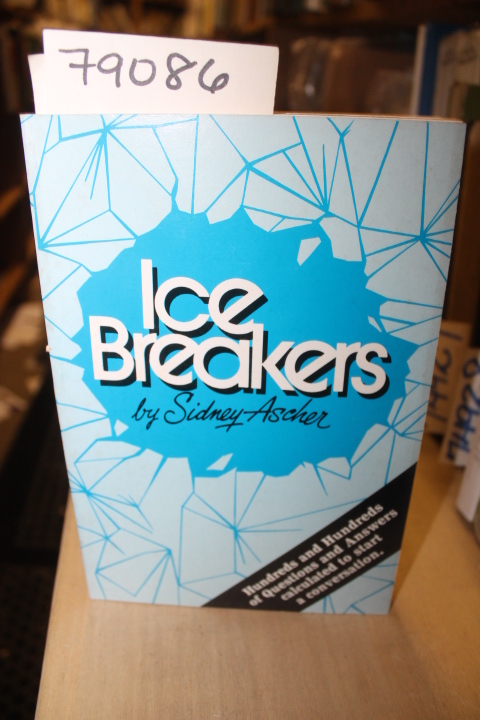 79086
Ice
Breakers
by Sidney Ascher
Hundreds and Hundreds
of Questions and Answers
calculated to start
a conversation.